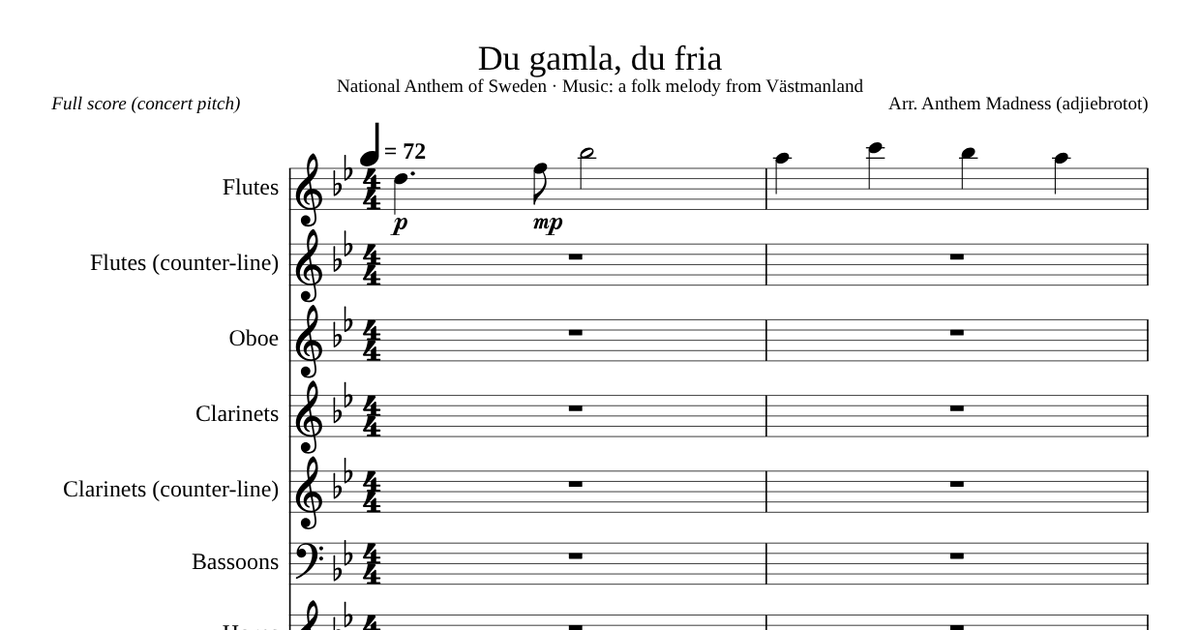 Du gamla, du fria
National Anthem of Sweden · Music: a folk melody from Västmanland
Full score (concert pitch)
Arr. Anthem Madness (adjiebrotot)
= 72
Flutes
p mp
Flutes (counter-line)
Oboe
Clarinets
Clarinets (counter-line)
Bassoons